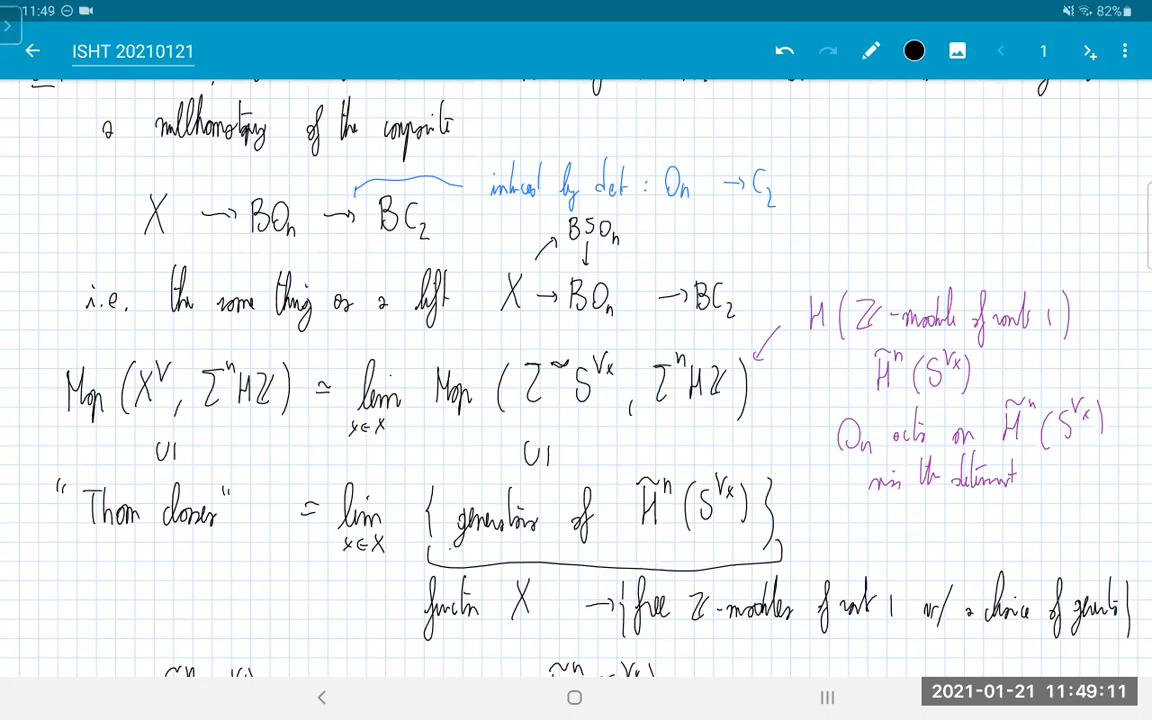 11:49
82%
ISHT 20210121
1
a nullhomotopy of the composite
induced by det : On → C2
X → BOn → BC2
BSOn
i.e. the same thing as a lift X → BOn → BC2
H ( ℤ-module of rank 1 )
Map ( X^V , Σ^n Hℤ ) ≃ lim x∈X Map ( Σ^∞ S^{Vx} , Σ^n Hℤ )
H̃^n ( S^{Vx} )
On acts on H̃^n ( S^{Vx} )
via the determinant
∪| ∪|
"Thom classes" = lim x∈X { generators of H̃^n ( S^{Vx} ) }
functor X → { free ℤ-modules of rank 1 w/ a choice of generator }
2021-01-21 11:49:11